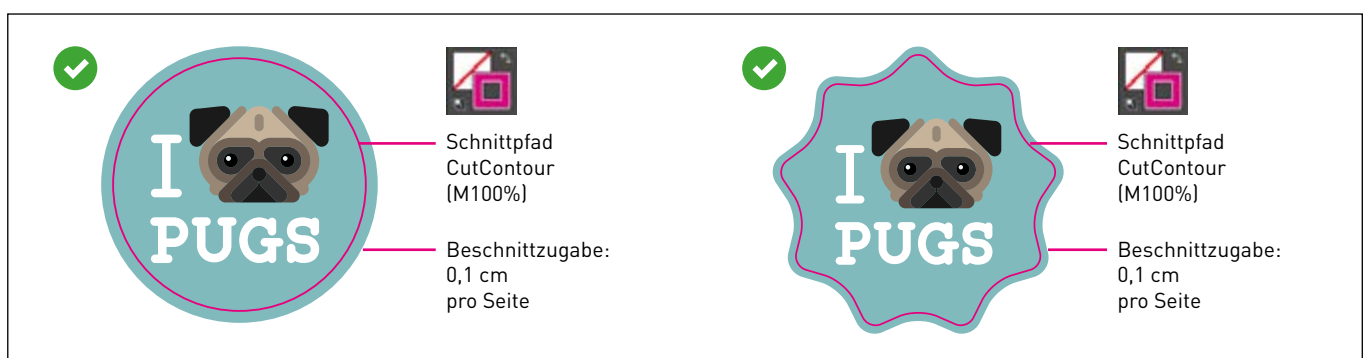 I
PUGS
Schnittpfad
CutContour
(M100%)
Beschnittzugabe:
0,1 cm
pro Seite
I
PUGS
Schnittpfad
CutContour
(M100%)
Beschnittzugabe:
0,1 cm
pro Seite